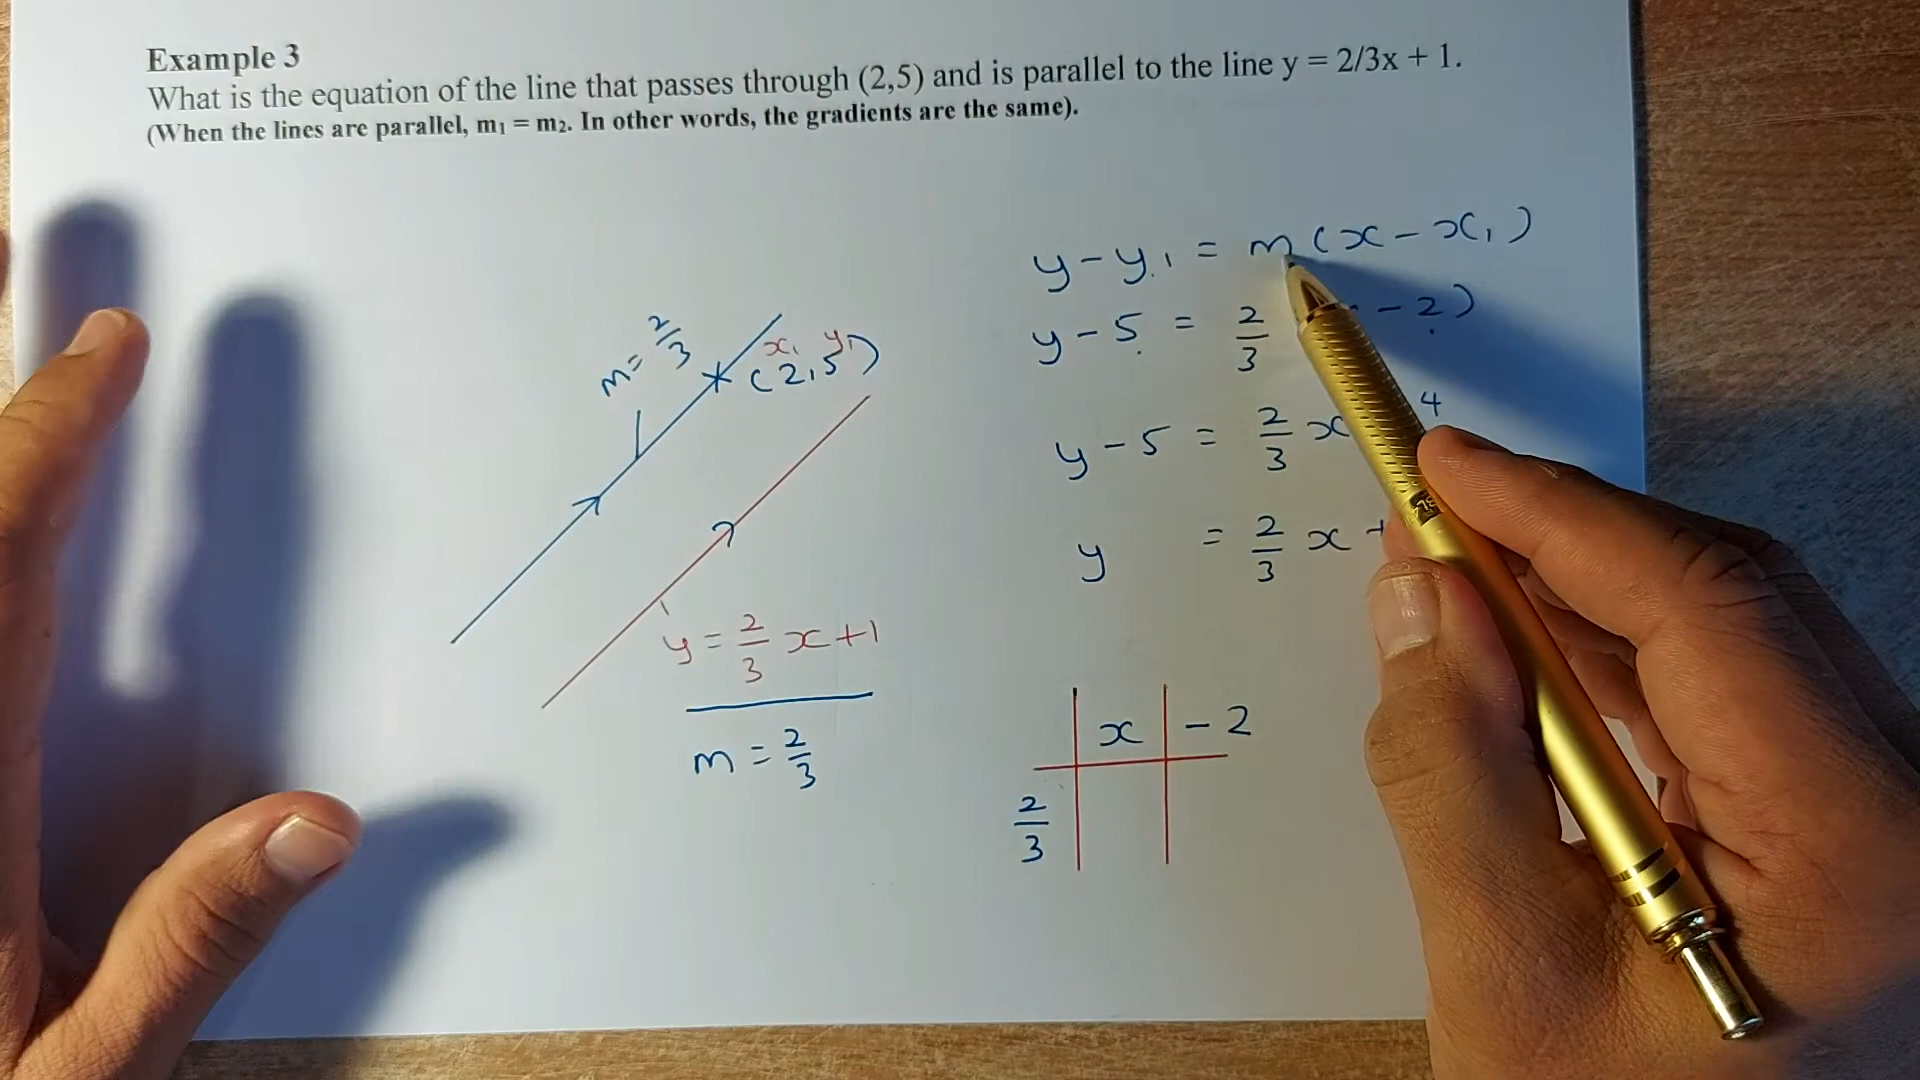 Example 3
What is the equation of the line that passes through (2,5) and is parallel to the line y = 2/3x + 1.
(When the lines are parallel, m₁ = m₂. In other words, the gradients are the same).
y - y₁ = m(x - x₁)
y - 5 = 2/3 - 2)
y - 5 = 2/3 x 4
y = 2/3 x +
m = 2/3
x₁ y₁
(2,5)
y = 2/3 x + 1
m = 2/3
x - 2
2/3